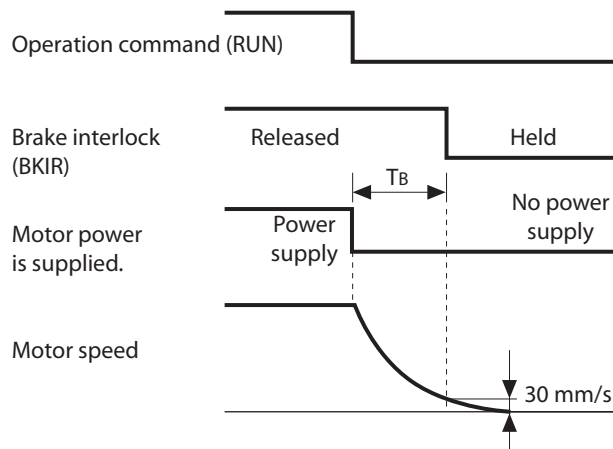 Operation command (RUN)
Brake interlock
(BKIR)
Released
Held
TB
Motor power
is supplied.
Power
supply
No power
supply
Motor speed
30 mm/s